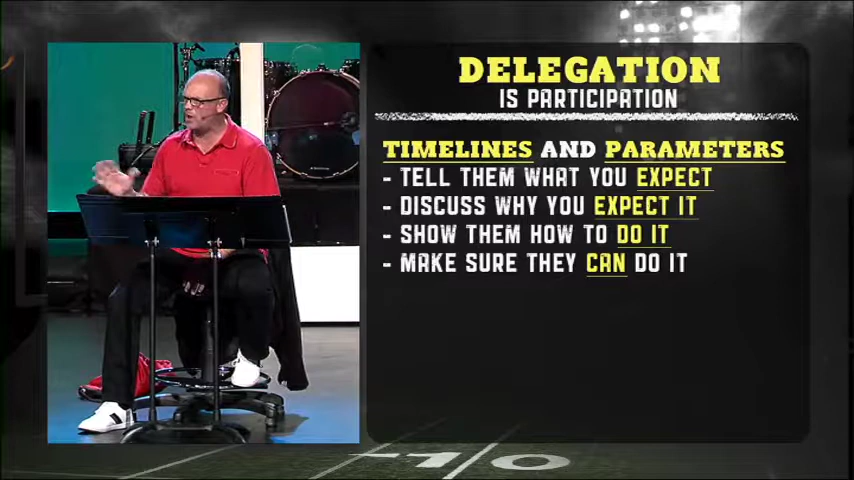 DELEGATION
IS PARTICIPATION
TIMELINES AND PARAMETERS
- TELL THEM WHAT YOU EXPECT
- DISCUSS WHY YOU EXPECT IT
- SHOW THEM HOW TO DO IT
- MAKE SURE THEY CAN DO IT
10